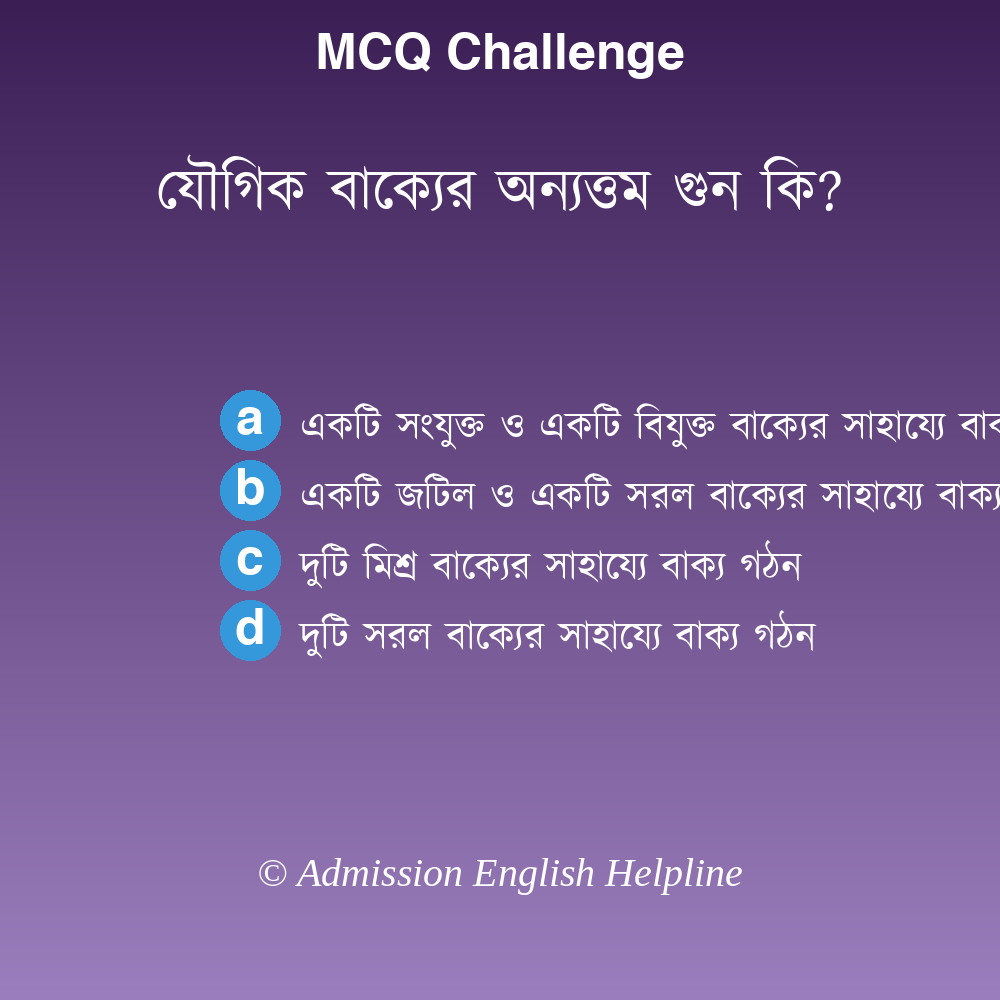 MCQ Challenge
যৌগিক বাক্যের অন্যত্তম গুন কি?
a একটি সংযুক্ত ও একটি বিযুক্ত বাক্যের সাহায্যে
b একটি জটিল ও একটি সরল বাক্যের সাহায্যে বাক্য
c দুটি মিশ্র বাক্যের সাহায্যে বাক্য গঠন
d দুটি সরল বাক্যের সাহায্যে বাক্য গঠন
© Admission English Helpline